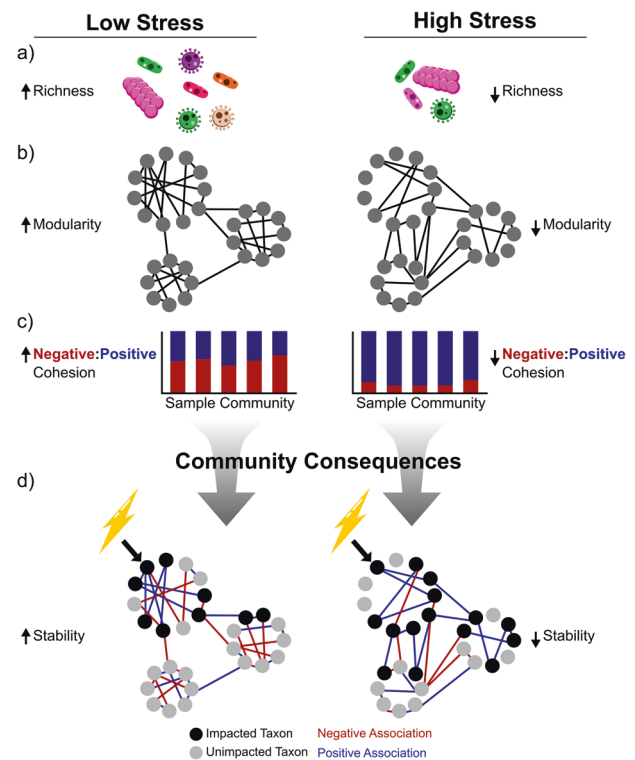 Low Stress
High Stress
a)
Richness
Richness
b)
Modularity
Modularity
c)
Negative:Positive
Cohesion
Negative:Positive
Cohesion
Sample Community
Sample Community
Community Consequences
d)
Stability
Stability
Impacted Taxon
Negative Association
Unimpacted Taxon
Positive Association